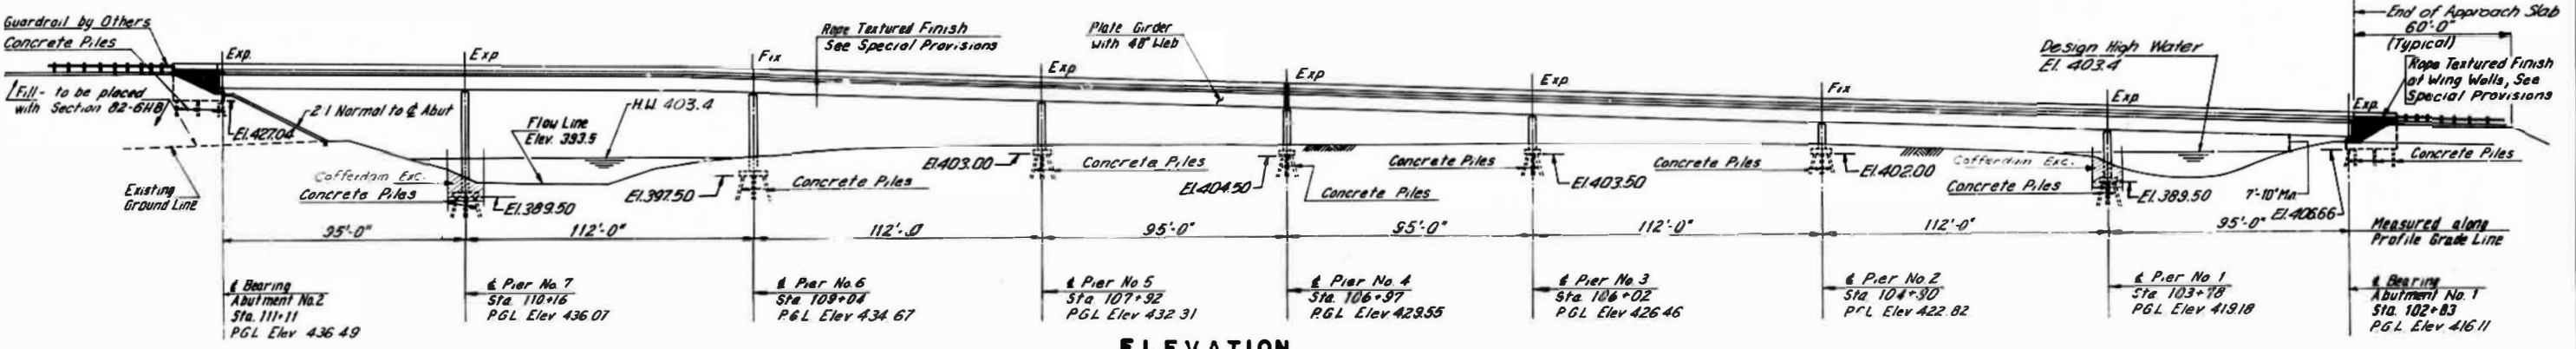 Guardrail by Others
Concrete Piles
Fill - to be placed
with Section 82-6HB
Existing
Ground Line
Exp.
El. 427.04
2:1 Normal to ℄ Abut
Exp
Cofferdam Exc.
Concrete Piles
El. 389.50
Flow Line
Elev. 393.5
H.W. 403.4
Fix
El. 397.50
Concrete Piles
Rope Textured Finish
See Special Provisions
Exp
El. 403.00
Concrete Piles
Plate Girder
with 48" Web
Exp
El. 404.50
Concrete Piles
Exp
Concrete Piles
El. 403.50
Fix
Concrete Piles
El. 402.00
Design High Water
El. 403.4
Exp
Cofferdam Exc.
Concrete Piles
El. 389.50
7'-10" Min
El. 406.66
Exp.
End of Approach Slab
60'-0"
(Typical)
Rope Textured Finish
at Wing Walls, See
Special Provisions
Concrete Piles
95'-0"
112'-0"
112'-0
95'-0"
95'-0"
112'-0"
112'-0"
95'-0"
Measured along
Profile Grade Line
℄ Bearing
Abutment No. 2
Sta. 111+11
PGL Elev 436.49
℄ Pier No. 7
Sta 110+16
PGL Elev 436.07
℄ Pier No. 6
Sta 109+04
PGL Elev 434.67
℄ Pier No 5
Sta 107+92
PGL Elev 432.31
℄ Pier No. 4
Sta 106+97
PGL Elev 429.55
℄ Pier No. 3
Sta 106+02
PGL Elev 426.46
℄ Pier No. 2
Sta 104+90
PGL Elev 422.82
℄ Pier No 1
Sta 103+78
PGL Elev 419.18
℄ Bearing
Abutment No. 1
Sta. 102+83
PGL Elev 416.11
ELEVATION